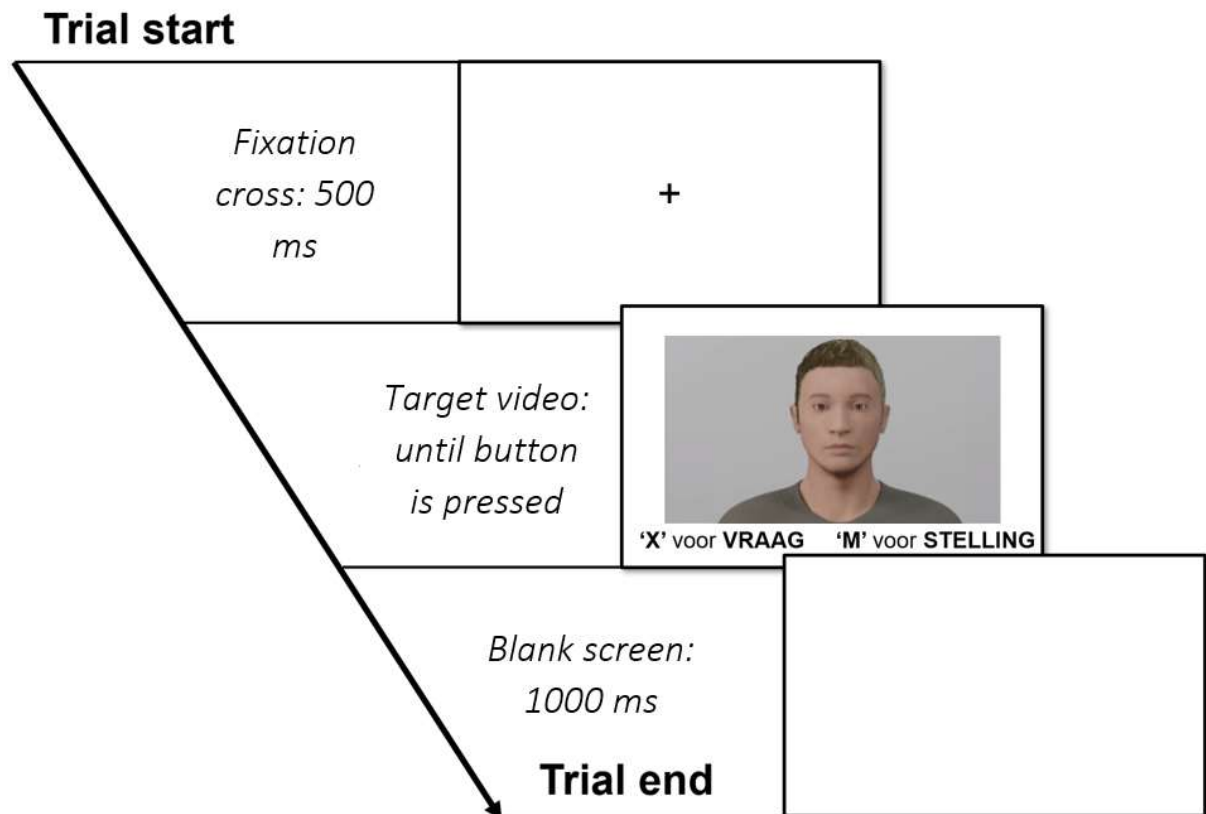 Trial start
Fixation
cross: 500
ms
+
Target video:
until button
is pressed
‘X’ voor VRAAG ‘M’ voor STELLING
Blank screen:
1000 ms
Trial end